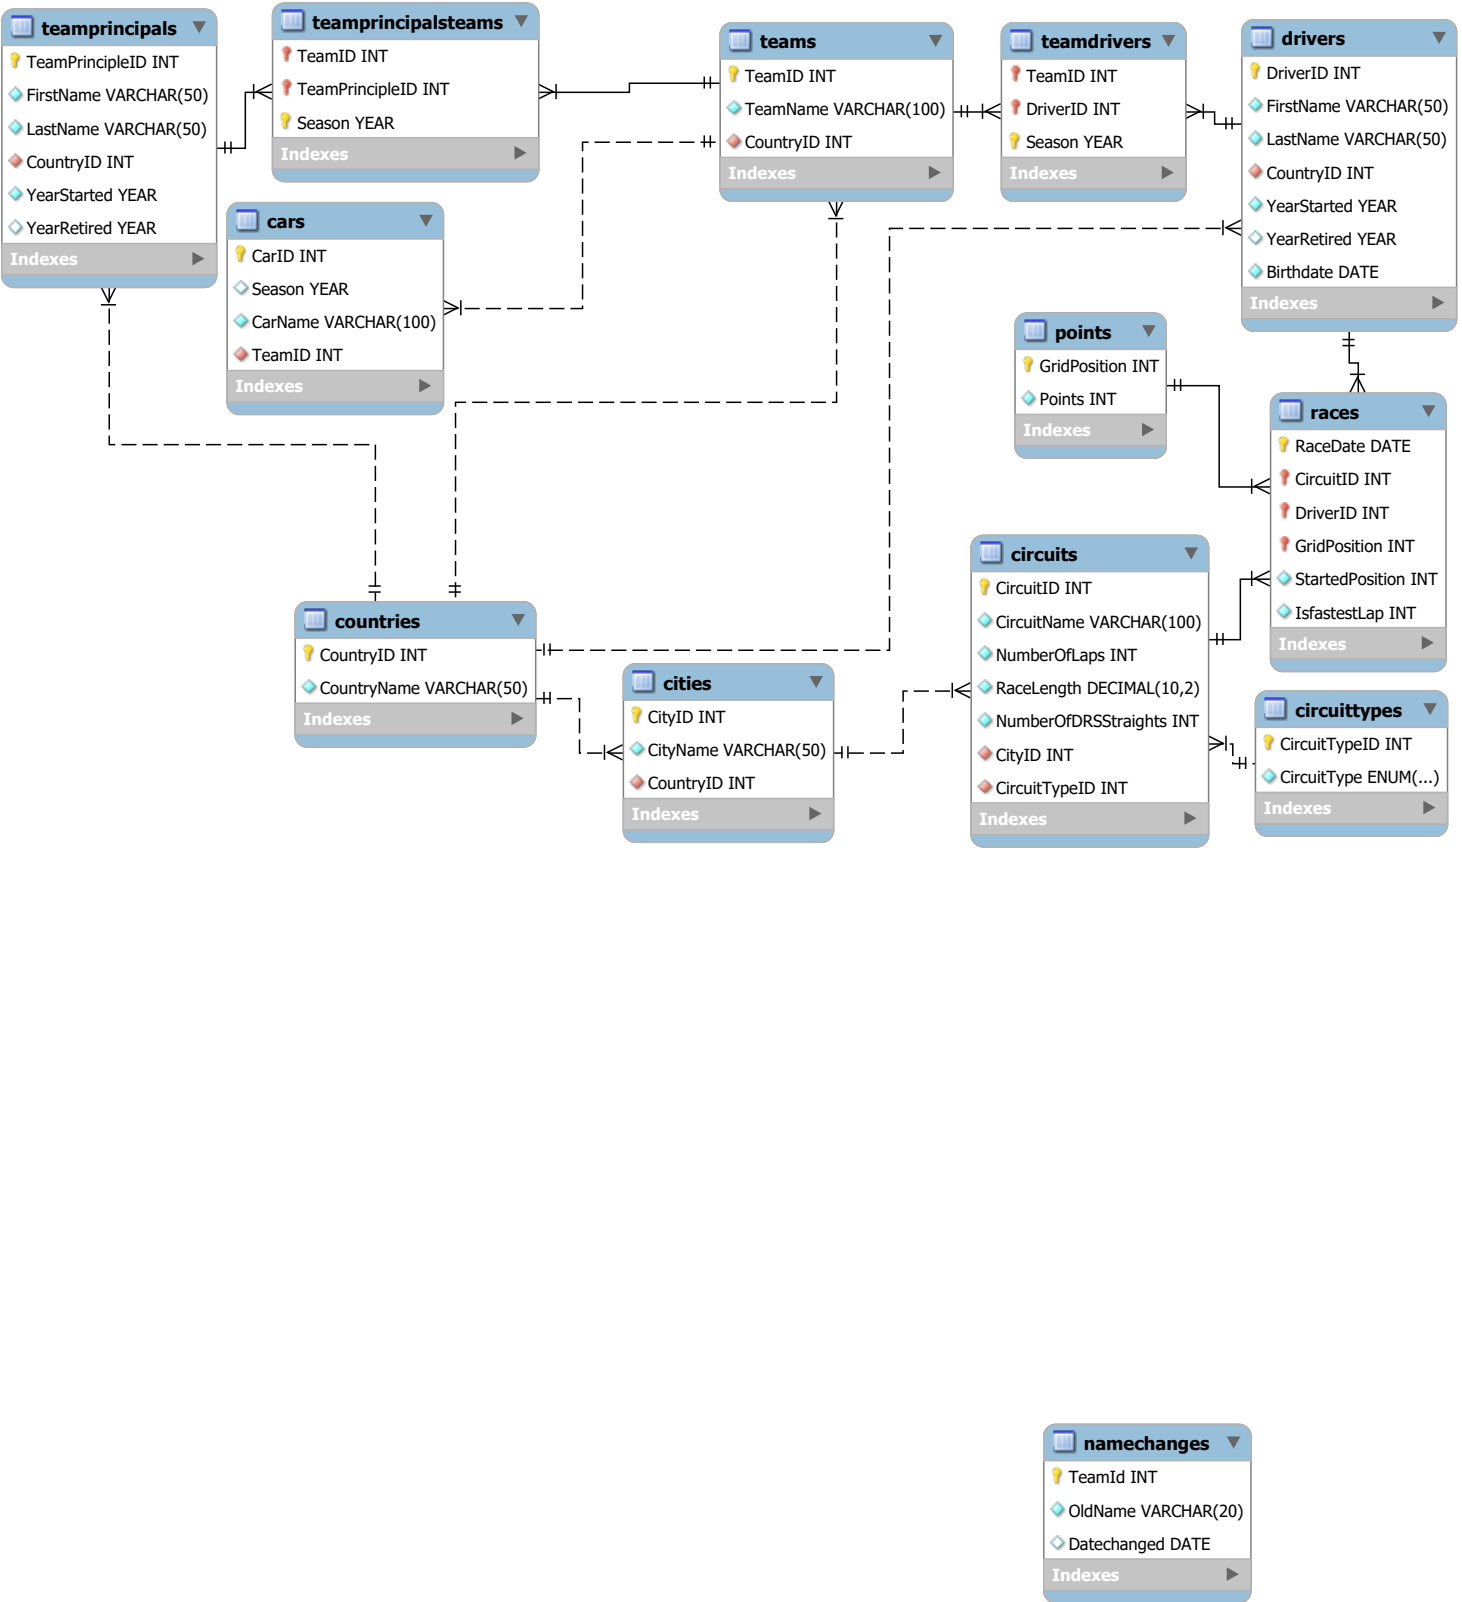 teamprincipals
TeamPrincipleID INT
FirstName VARCHAR(50)
LastName VARCHAR(50)
CountryID INT
YearStarted YEAR
YearRetired YEAR
Indexes
teamprincipalsteams
TeamID INT
TeamPrincipleID INT
Season YEAR
Indexes
cars
CarID INT
Season YEAR
CarName VARCHAR(100)
TeamID INT
Indexes
teams
TeamID INT
TeamName VARCHAR(100)
CountryID INT
Indexes
teamdrivers
TeamID INT
DriverID INT
Season YEAR
Indexes
drivers
DriverID INT
FirstName VARCHAR(50)
LastName VARCHAR(50)
CountryID INT
YearStarted YEAR
YearRetired YEAR
Birthdate DATE
Indexes
points
GridPosition INT
Points INT
Indexes
races
RaceDate DATE
CircuitID INT
DriverID INT
GridPosition INT
StartedPosition INT
IsfastestLap INT
Indexes
countries
CountryID INT
CountryName VARCHAR(50)
Indexes
cities
CityID INT
CityName VARCHAR(50)
CountryID INT
Indexes
circuits
CircuitID INT
CircuitName VARCHAR(100)
NumberOfLaps INT
RaceLength DECIMAL(10,2)
NumberOfDRSStraights INT
CityID INT
CircuitTypeID INT
Indexes
circuittypes
CircuitTypeID INT
CircuitType ENUM(...)
Indexes
namechanges
TeamId INT
OldName VARCHAR(20)
Datechanged DATE
Indexes